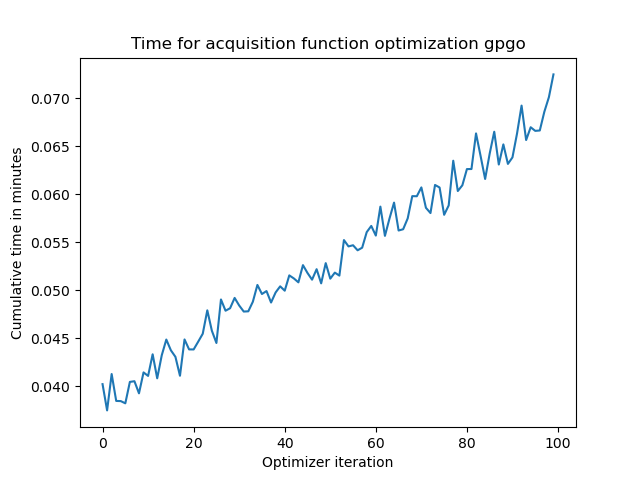 Time for acquisition function optimization gpgo
0.070
0.065
0.060
0.055
0.050
0.045
0.040
Cumulative time in minutes
0 20 40 60 80 100
Optimizer iteration